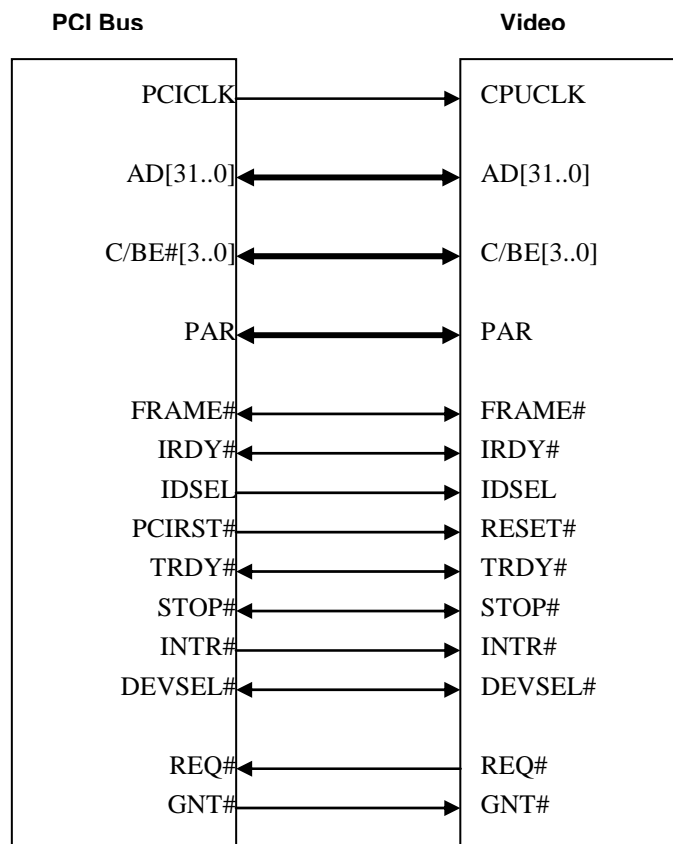 PCI Bus Video
PCICLK CPUCLK
AD[31..0] AD[31..0]
C/BE#[3..0] C/BE[3..0]
PAR PAR
FRAME# FRAME#
IRDY# IRDY#
IDSEL IDSEL
PCIRST# RESET#
TRDY# TRDY#
STOP# STOP#
INTR# INTR#
DEVSEL# DEVSEL#
REQ# REQ#
GNT# GNT#